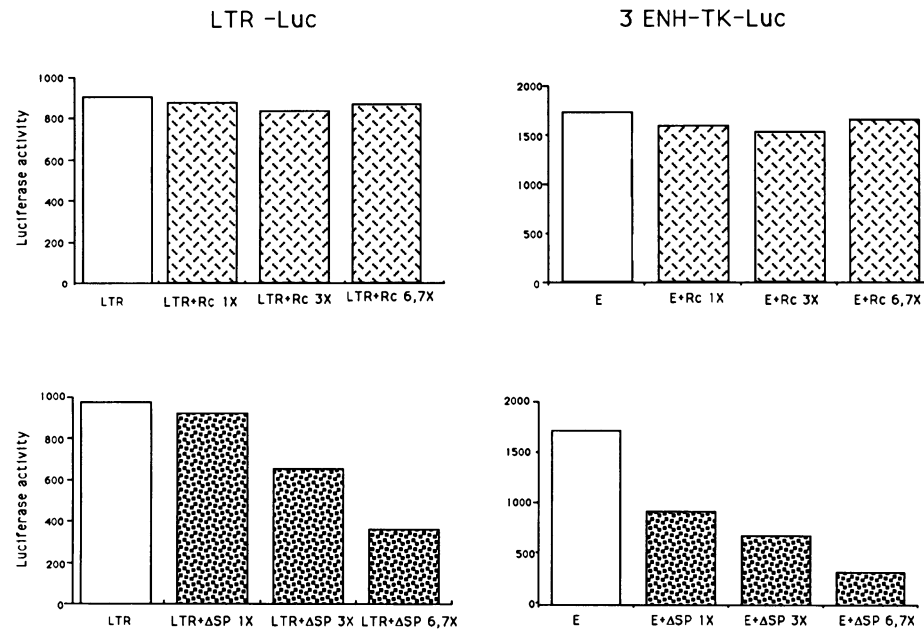 LTR -Luc
3 ENH-TK-Luc
Luciferase activity
1000
800
600
400
200
0
LTR LTR+Rc 1X LTR+Rc 3X LTR+Rc 6,7X
2000
1500
1000
500
0
E E+Rc 1X E+Rc 3X E+Rc 6,7X
Luciferase activity
1000
800
600
400
200
0
LTR LTR+ΔSP 1X LTR+ΔSP 3X LTR+ΔSP 6,7X
2000
1500
1000
500
0
E E+ΔSP 1X E+ΔSP 3X E+ΔSP 6,7X